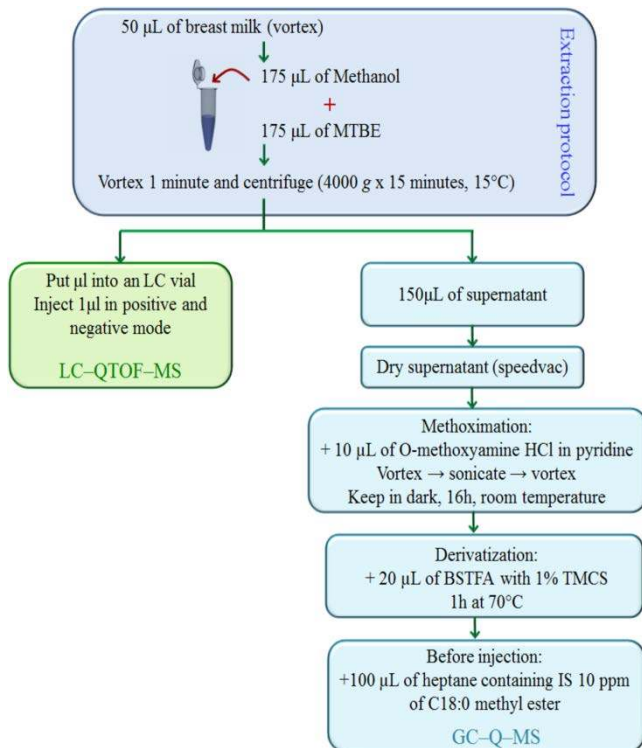 50 µL of breast milk (vortex)
175 µL of Methanol
+
175 µL of MTBE
Vortex 1 minute and centrifuge (4000 g x 15 minutes, 15°C)
Extraction protocol
Put µl into an LC vial
Inject 1µl in positive and
negative mode
LC–QTOF–MS
150µL of supernatant
Dry supernatant (speedvac)
Methoximation:
+ 10 µL of O-methoxyamine HCl in pyridine
Vortex → sonicate → vortex
Keep in dark, 16h, room temperature
Derivatization:
+ 20 µL of BSTFA with 1% TMCS
1h at 70°C
Before injection:
+100 µL of heptane containing IS 10 ppm
of C18:0 methyl ester
GC–Q–MS